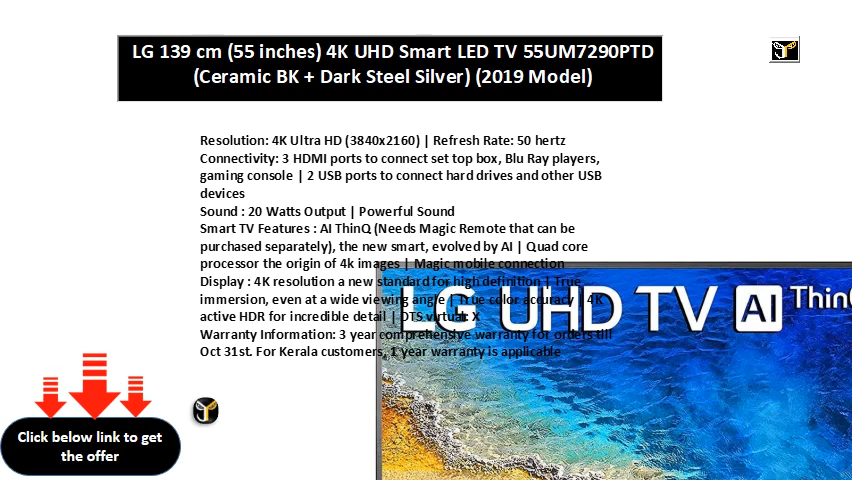 LG 139 cm (55 inches) 4K UHD Smart LED TV 55UM7290PTD
(Ceramic BK + Dark Steel Silver) (2019 Model)
Resolution: 4K Ultra HD (3840x2160) | Refresh Rate: 50 hertz
Connectivity: 3 HDMI ports to connect set top box, Blu Ray players,
gaming console | 2 USB ports to connect hard drives and other USB
devices
Sound : 20 Watts Output | Powerful Sound
Smart TV Features : AI ThinQ (Needs Magic Remote that can be
purchased separately), the new smart, evolved by AI | Quad core
processor the origin of 4k images | Magic mobile connection
Display : 4K resolution a new standard for high definition | True
immersion, even at a wide viewing angle | True color accuracy | 4K
active HDR for incredible detail | DTS virtual: X
Warranty Information: 3 year comprehensive warranty for orders till
Oct 31st. For Kerala customers, 1 year warranty is applicable
LG UHD TV AI ThinQ
Click below link to get
the offer